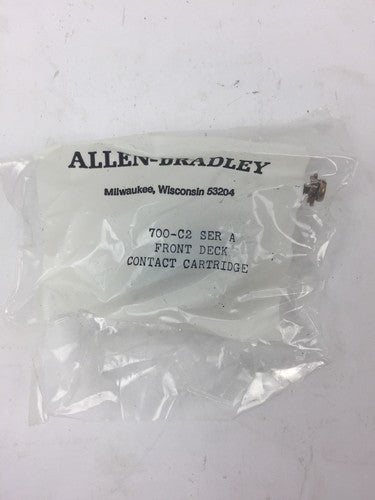 ALLEN-BRADLEY
Milwaukee, Wisconsin 53204
700-C2 SER A
FRONT DECK
CONTACT CARTRIDGE